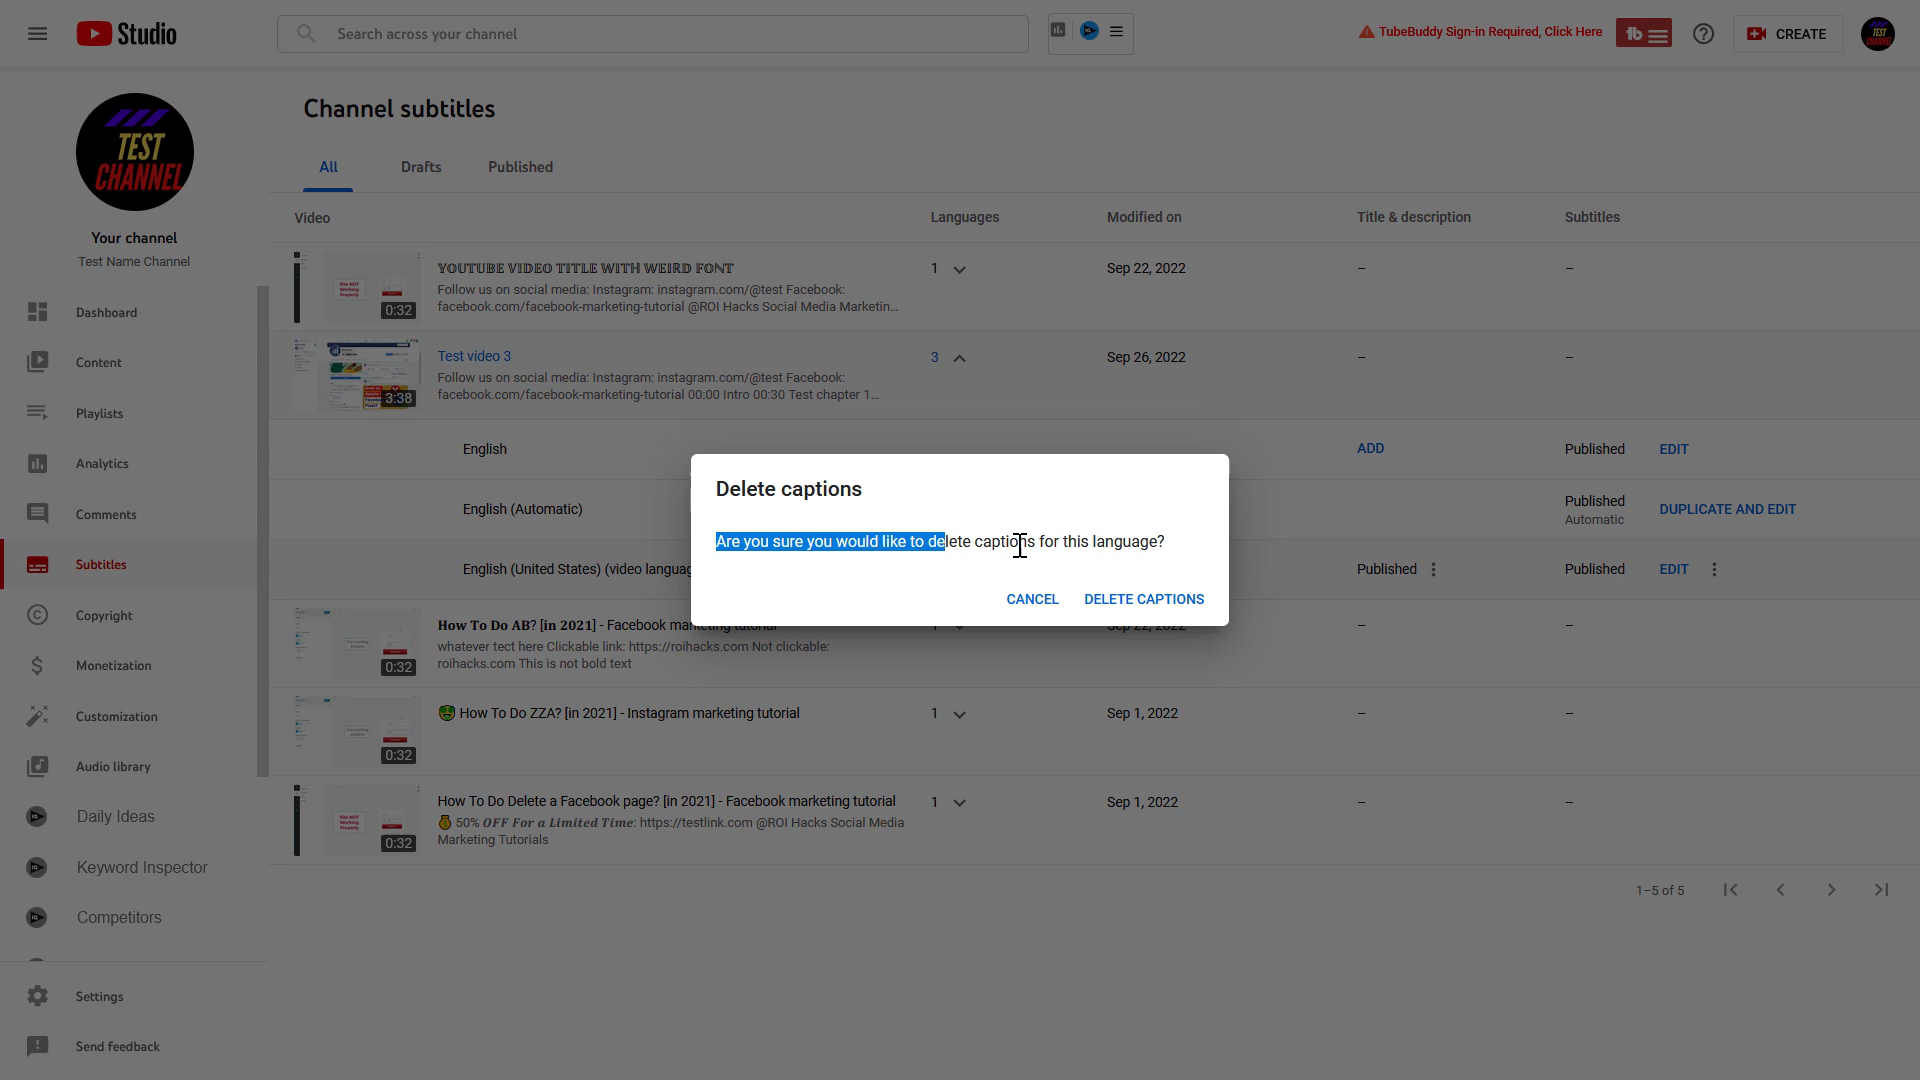 Studio
Search across your channel
TubeBuddy Sign-in Required, Click Here
CREATE
TEST
CHANNEL
Your channel
Test Name Channel
Dashboard
Content
Playlists
Analytics
Comments
Subtitles
Copyright
Monetization
Customization
Audio library
Daily Ideas
Keyword Inspector
Competitors
Settings
Send feedback
Channel subtitles
All Drafts Published
Video Languages Modified on Title & description Subtitles
𝕐𝕆𝕌𝕋𝕌𝔹𝔼 𝕍𝕀𝔻𝔼𝕆 𝕋𝕀𝕋𝕃𝔼 𝕎𝕀𝕋ℍ 𝕎𝔼𝕀ℝ𝔻 𝔽𝕆ℕ𝕋 1 Sep 22, 2022 – –
Follow us on social media: Instagram: instagram.com/@test Facebook:
facebook.com/facebook-marketing-tutorial @ROI Hacks Social Media Marketin...
0:32
Test video 3 3 Sep 26, 2022 – –
Follow us on social media: Instagram: instagram.com/@test Facebook:
facebook.com/facebook-marketing-tutorial 00:00 Intro 00:30 Test chapter 1...
3:38
English ADD Published EDIT
English (Automatic) Published DUPLICATE AND EDIT
Automatic
English (United States) (video languag Published Published EDIT
Delete captions
Are you sure you would like to delete captions for this language?
CANCEL DELETE CAPTIONS
𝐇𝐨𝐰 𝐓𝐨 𝐃𝐨 𝐀𝐁? [𝐢𝐧 𝟐𝟎𝟐𝟏] - Facebook marketing tutorial 1 Sep 22, 2022 – –
whatever tect here Clickable link: https://roihacks.com Not clickable:
roihacks.com This is not bold text
0:32
🤑 How To Do ZZA? [in 2021] - Instagram marketing tutorial 1 Sep 1, 2022 – –
0:32
How To Do Delete a Facebook page? [in 2021] - Facebook marketing tutorial 1 Sep 1, 2022 – –
💰 50% 𝑶𝑭𝑭 𝑭𝒐𝒓 𝒂 𝑳𝒊𝒎𝒊𝒕𝒆𝒅 𝑻𝒊𝒎𝒆: https://testlink.com @ROI Hacks Social Media
Marketing Tutorials
0:32
1–5 of 5